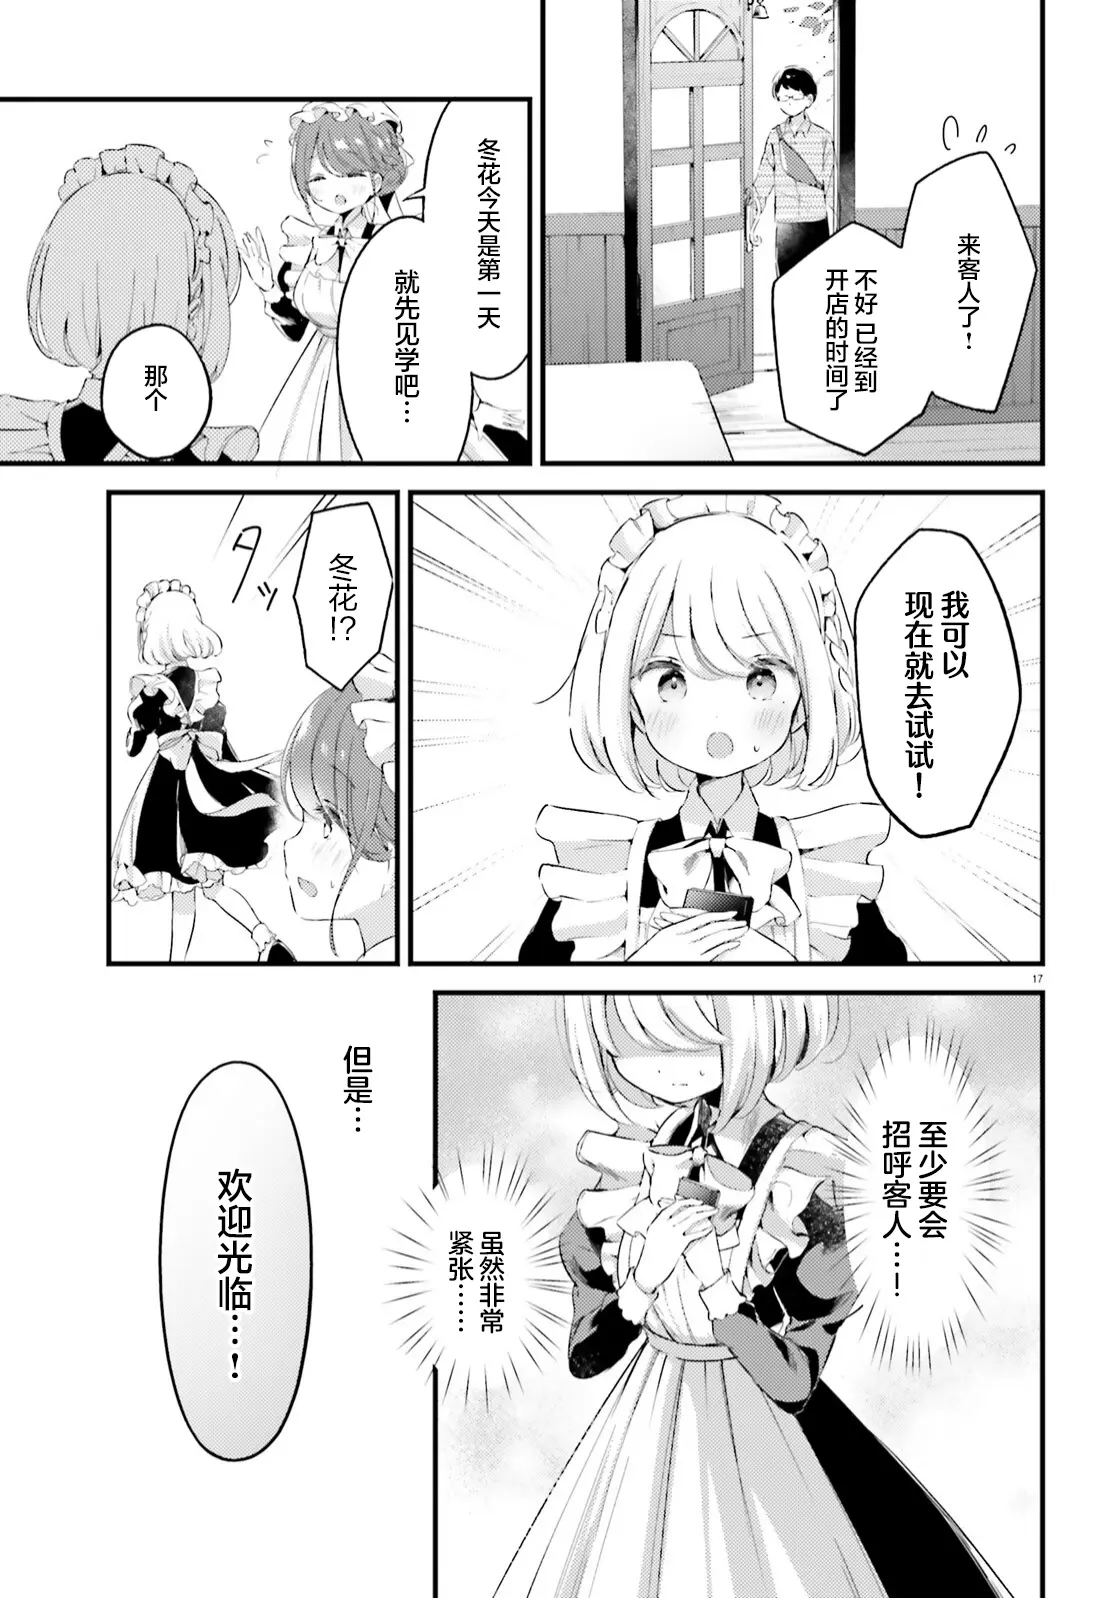 来客人了！
不好 已经到
开店的时间了
冬花今天是第一天
就先见学吧…
那个
我可以
现在就去试试！
冬花!?
タッ
17
至少要会
招呼客人…!
虽然非常
紧张……
但是…
欢迎光临…！